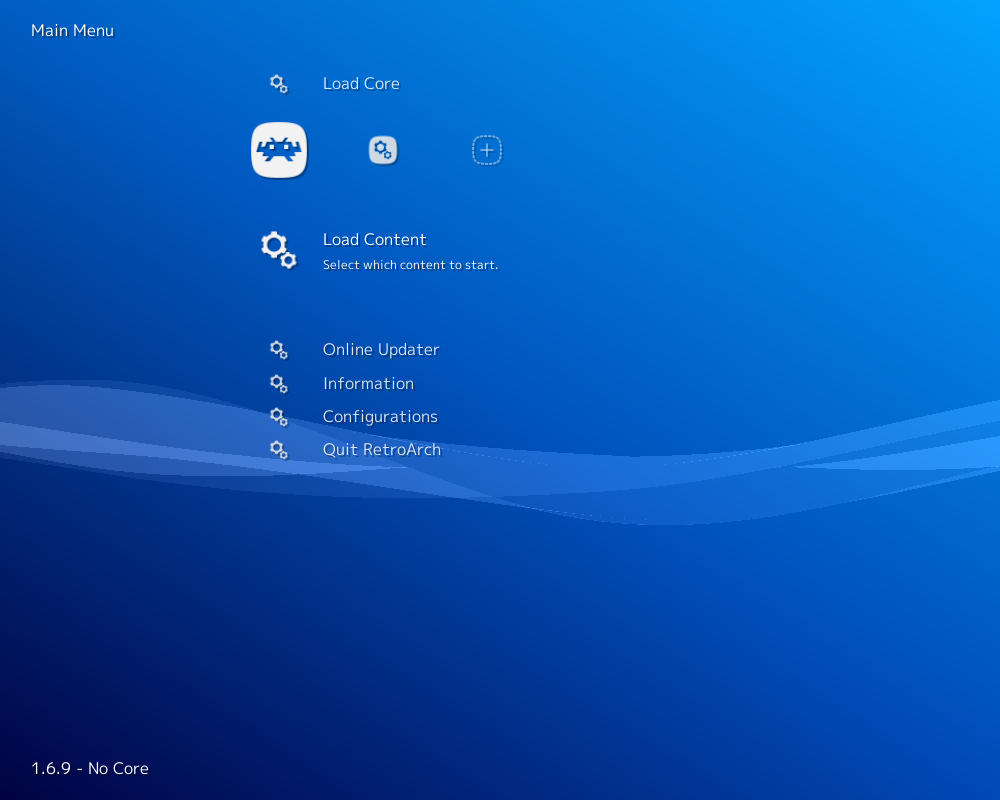 Main Menu
Load Core
Load Content
Select which content to start.
Online Updater
Information
Configurations
Quit RetroArch
1.6.9 - No Core